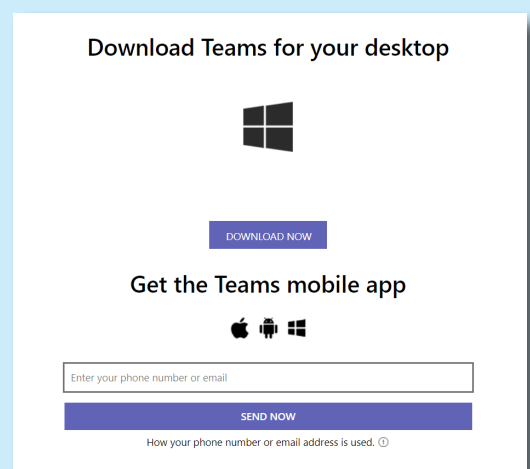 Download Teams for your desktop
DOWNLOAD NOW
Get the Teams mobile app
Enter your phone number or email
SEND NOW
How your phone number or email address is used.